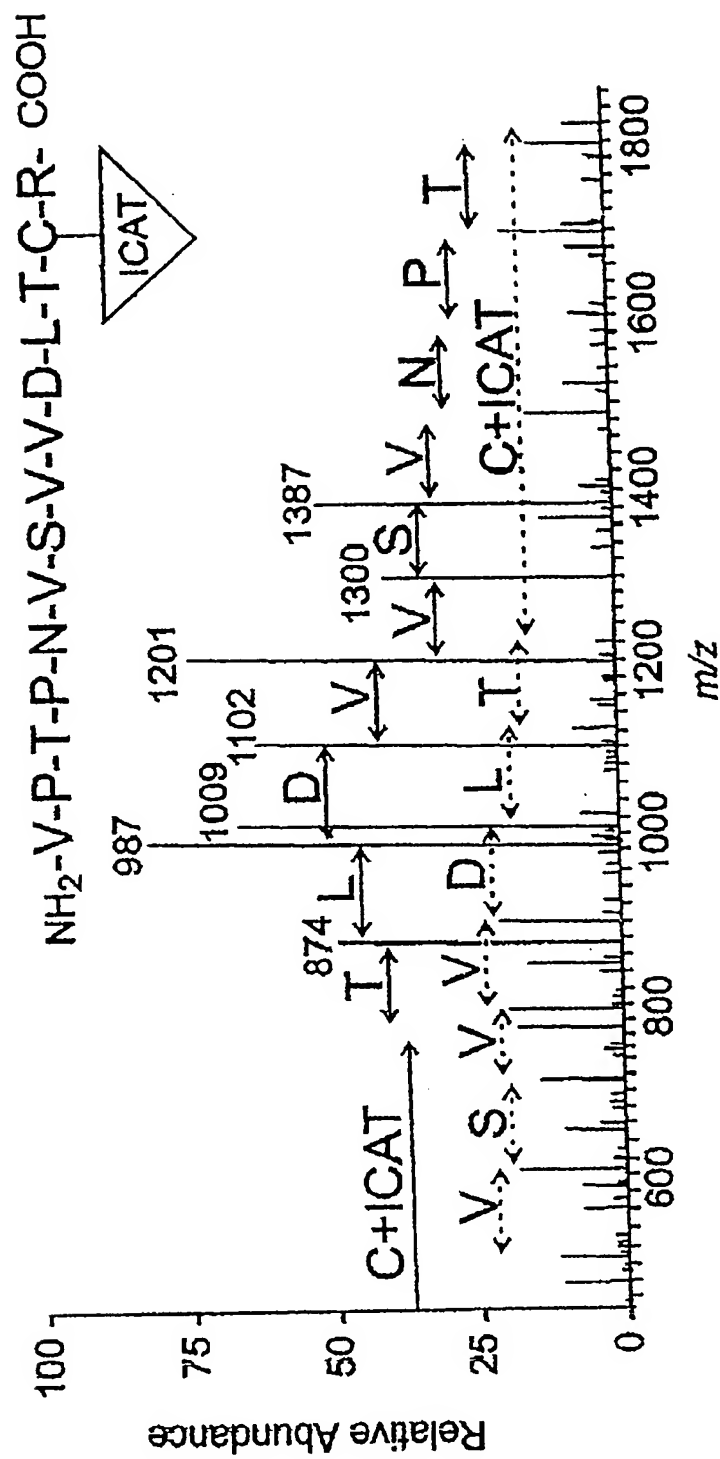 NH2-V-P-T-P-N-V-S-V-V-D-L-T-C-R- COOH
ICAT
Relative Abundance
100
75
50
25
0
C+ICAT
T
L
D
V
V
S
V
N
P
T
874
987
1009
1102
1201
1300
1387
V
S
V
V
D
L
T
C+ICAT
600
800
1000
1200
1400
1600
1800
m/z